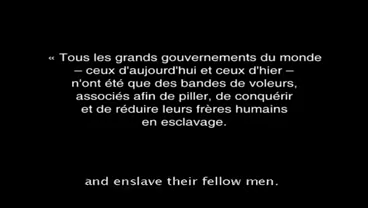 « Tous les grands gouvernements du monde
– ceux d'aujourd'hui et ceux d'hier –
n'ont été que des bandes de voleurs,
associés afin de piller, de conquérir
et de réduire leurs frères humains
en esclavage.
and enslave their fellow men.